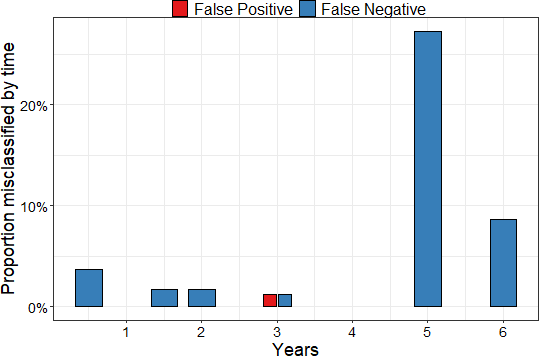 False Positive False Negative
Proportion misclassified by time
20%
10%
0%
1 2 3 4 5 6
Years